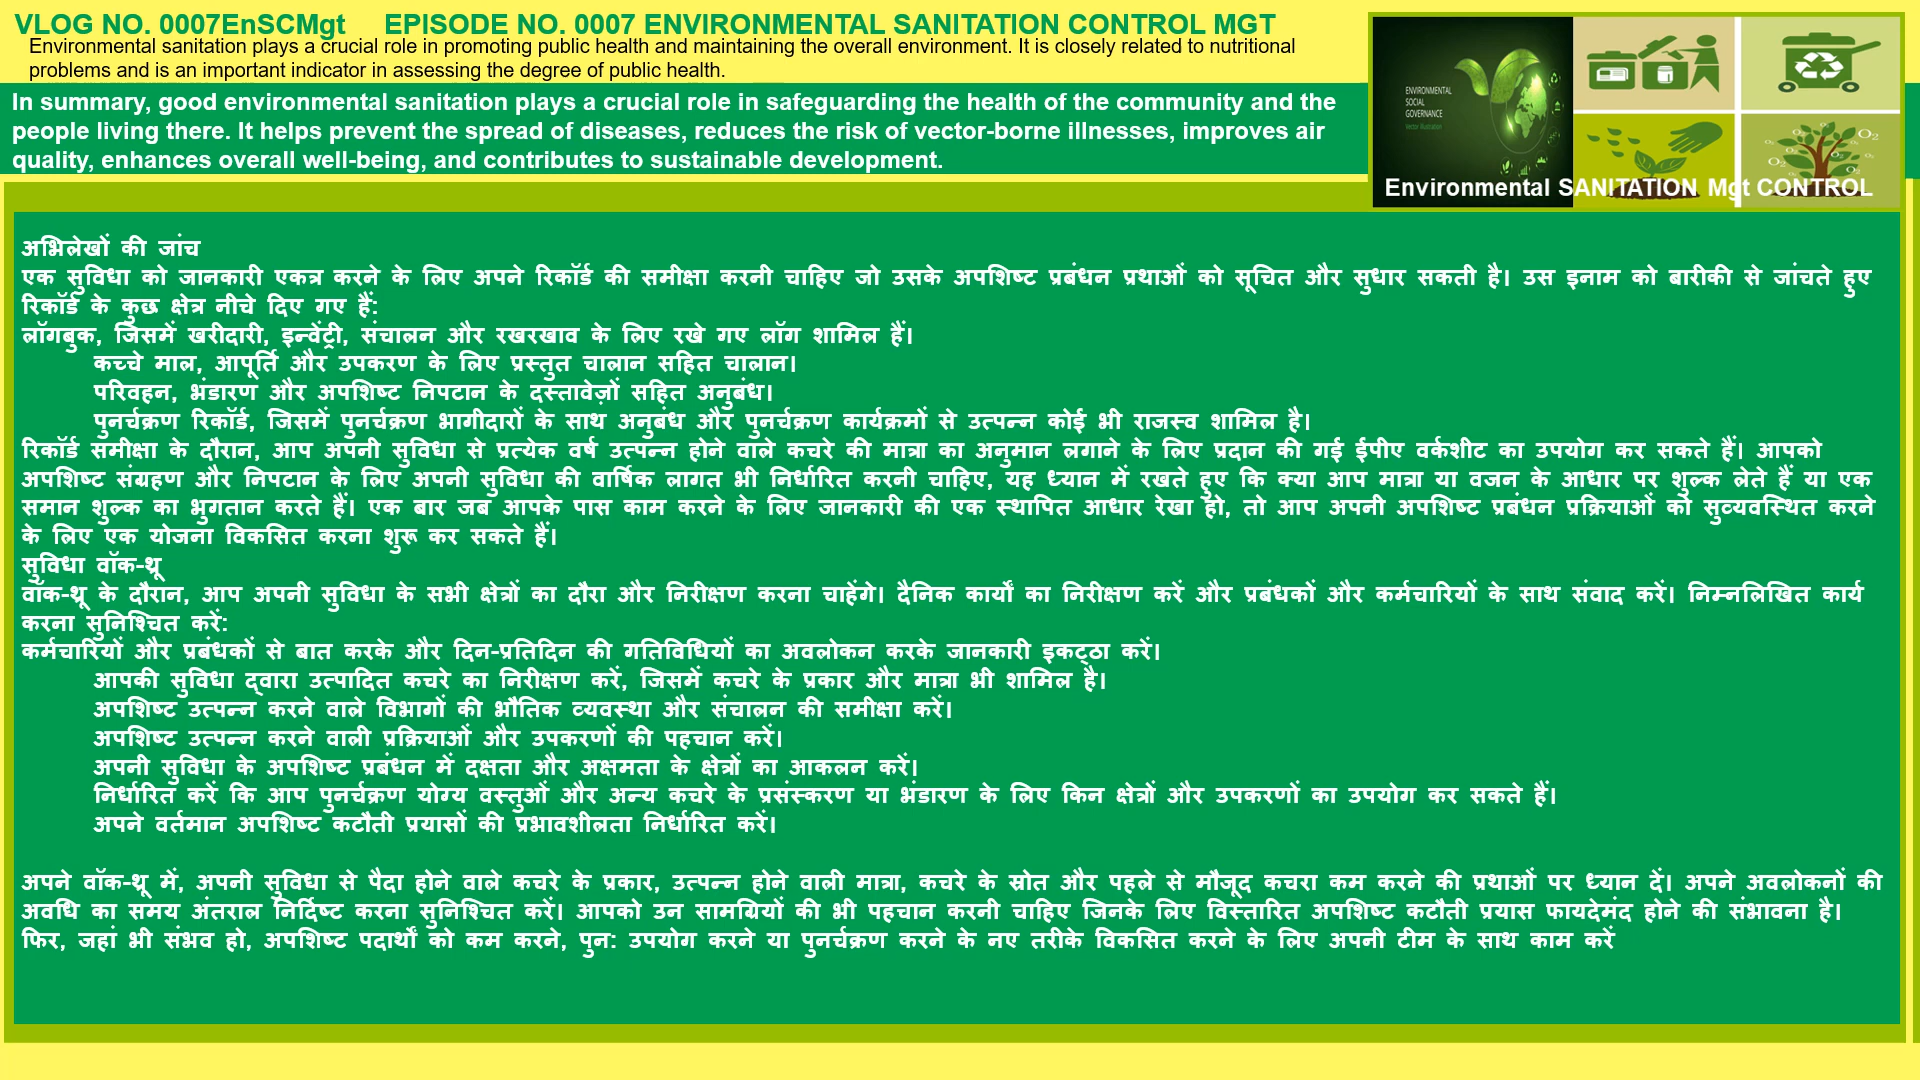 VLOG NO. 0007EnSCMgt EPISODE NO. 0007 ENVIRONMENTAL SANITATION CONTROL MGT
Environmental sanitation plays a crucial role in promoting public health and maintaining the overall environment. It is closely related to nutritional
problems and is an important indicator in assessing the degree of public health.
In summary, good environmental sanitation plays a crucial role in safeguarding the health of the community and the
people living there. It helps prevent the spread of diseases, reduces the risk of vector-borne illnesses, improves air
quality, enhances overall well-being, and contributes to sustainable development.
ENVIRONMENTAL
SOCIAL
GOVERNANCE
Vector illustration
O₂
O₂
Environmental SANITATION Mgt CONTROL
अभिलेखों की जांच
एक सुविधा को जानकारी एकत्र करने के लिए अपने रिकॉर्ड की समीक्षा करनी चाहिए जो उसके अपशिष्ट प्रबंधन प्रथाओं को सूचित और सुधार सकती है। उस इनाम को बारीकी से जांचते हुए
रिकॉर्ड के कुछ क्षेत्र नीचे दिए गए हैं:
लॉगबुक, जिसमें खरीदारी, इन्वेंट्री, संचालन और रखरखाव के लिए रखे गए लॉग शामिल हैं।
कच्चे माल, आपूर्ति और उपकरण के लिए प्रस्तुत चालान सहित चालान।
परिवहन, भंडारण और अपशिष्ट निपटान के दस्तावेज़ों सहित अनुबंध।
पुनर्चक्रण रिकॉर्ड, जिसमें पुनर्चक्रण भागीदारों के साथ अनुबंध और पुनर्चक्रण कार्यक्रमों से उत्पन्न कोई भी राजस्व शामिल है।
रिकॉर्ड समीक्षा के दौरान, आप अपनी सुविधा से प्रत्येक वर्ष उत्पन्न होने वाले कचरे की मात्रा का अनुमान लगाने के लिए प्रदान की गई ईपीए वर्कशीट का उपयोग कर सकते हैं। आपको
अपशिष्ट संग्रहण और निपटान के लिए अपनी सुविधा की वार्षिक लागत भी निर्धारित करनी चाहिए, यह ध्यान में रखते हुए कि क्या आप मात्रा या वजन के आधार पर शुल्क लेते हैं या एक
समान शुल्क का भुगतान करते हैं। एक बार जब आपके पास काम करने के लिए जानकारी की एक स्थापित आधार रेखा हो, तो आप अपनी अपशिष्ट प्रबंधन प्रक्रियाओं को सुव्यवस्थित करने
के लिए एक योजना विकसित करना शुरू कर सकते हैं।
सुविधा वॉक-थ्रू
वॉक-थ्रू के दौरान, आप अपनी सुविधा के सभी क्षेत्रों का दौरा और निरीक्षण करना चाहेंगे। दैनिक कार्यों का निरीक्षण करें और प्रबंधकों और कर्मचारियों के साथ संवाद करें। निम्नलिखित कार्य
करना सुनिश्चित करें:
कर्मचारियों और प्रबंधकों से बात करके और दिन-प्रतिदिन की गतिविधियों का अवलोकन करके जानकारी इकट्ठा करें।
आपकी सुविधा द्वारा उत्पादित कचरे का निरीक्षण करें, जिसमें कचरे के प्रकार और मात्रा भी शामिल है।
अपशिष्ट उत्पन्न करने वाले विभागों की भौतिक व्यवस्था और संचालन की समीक्षा करें।
अपशिष्ट उत्पन्न करने वाली प्रक्रियाओं और उपकरणों की पहचान करें।
अपनी सुविधा के अपशिष्ट प्रबंधन में दक्षता और अक्षमता के क्षेत्रों का आकलन करें।
निर्धारित करें कि आप पुनर्चक्रण योग्य वस्तुओं और अन्य कचरे के प्रसंस्करण या भंडारण के लिए किन क्षेत्रों और उपकरणों का उपयोग कर सकते हैं।
अपने वर्तमान अपशिष्ट कटौती प्रयासों की प्रभावशीलता निर्धारित करें।
अपने वॉक-थ्रू में, अपनी सुविधा से पैदा होने वाले कचरे के प्रकार, उत्पन्न होने वाली मात्रा, कचरे के स्रोत और पहले से मौजूद कचरा कम करने की प्रथाओं पर ध्यान दें। अपने अवलोकनों की
अवधि का समय अंतराल निर्दिष्ट करना सुनिश्चित करें। आपको उन सामग्रियों की भी पहचान करनी चाहिए जिनके लिए विस्तारित अपशिष्ट कटौती प्रयास फायदेमंद होने की संभावना है।
फिर, जहां भी संभव हो, अपशिष्ट पदार्थों को कम करने, पुन: उपयोग करने या पुनर्चक्रण करने के नए तरीके विकसित करने के लिए अपनी टीम के साथ काम करें